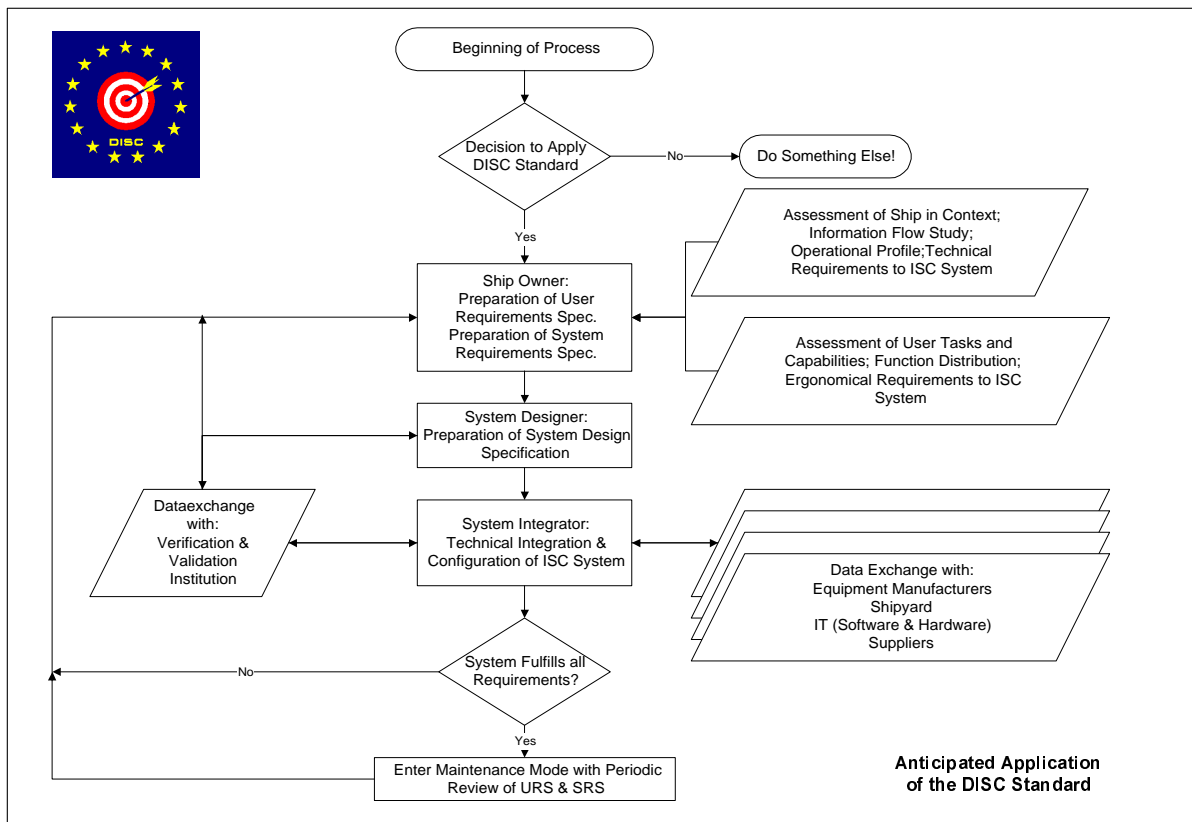 DISC
Beginning of Process
Decision to Apply
DISC Standard
No
Do Something Else!
Yes
Assessment of Ship in Context;
Information Flow Study;
Operational Profile;Technical
Requirements to ISC System
Ship Owner:
Preparation of User
Requirements Spec.
Preparation of System
Requirements Spec.
Assessment of User Tasks and
Capabilities; Function Distribution;
Ergonomical Requirements to ISC
System
System Designer:
Preparation of System Design
Specification
Dataexchange
with:
Verification &
Validation
Institution
System Integrator:
Technical Integration &
Configuration of ISC System
Data Exchange with:
Equipment Manufacturers
Shipyard
IT (Software & Hardware)
Suppliers
System Fulfills all
Requirements?
No
Yes
Enter Maintenance Mode with Periodic
Review of URS & SRS
Anticipated Application
of the DISC Standard